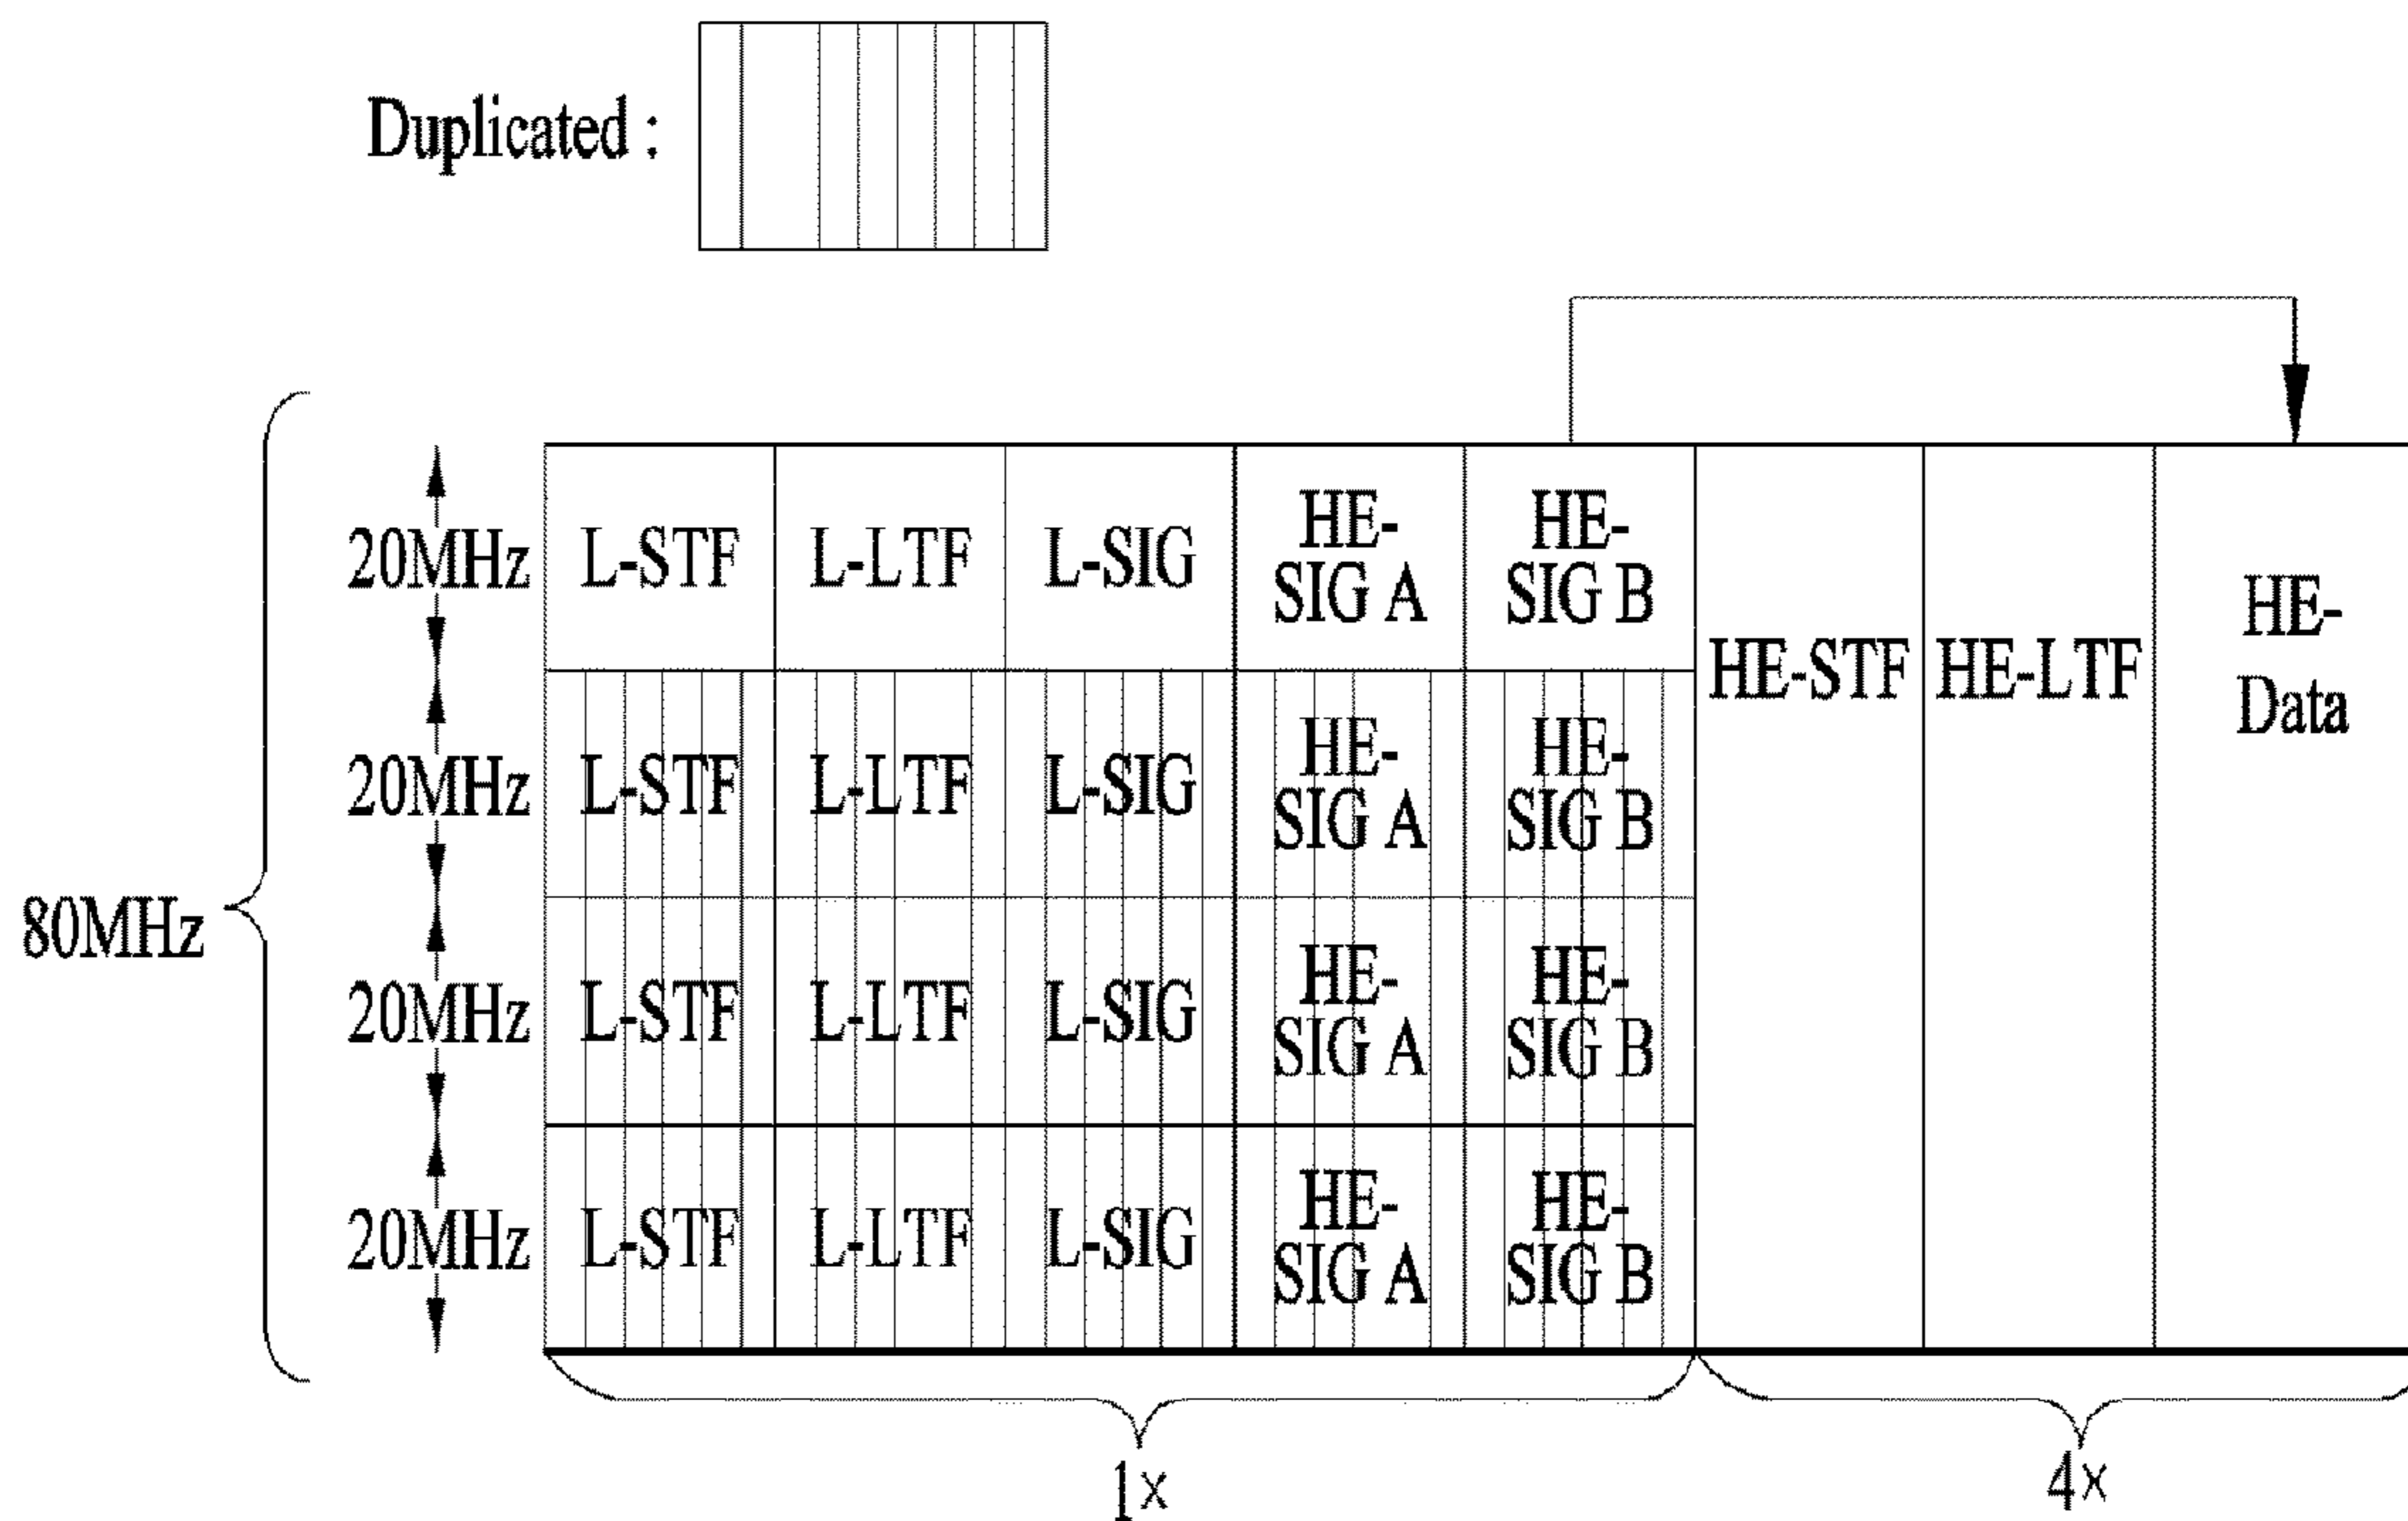 Duplicated :
80MHz
20MHz L-STF L-LTF L-SIG HE- SIG A HE- SIG B
HE-STF HE-LTF HE- Data
20MHz L-STF L-LTF L-SIG HE- SIG A HE- SIG B
20MHz L-STF L-LTF L-SIG HE- SIG A HE- SIG B
20MHz L-STF L-LTF L-SIG HE- SIG A HE- SIG B
1× 4×